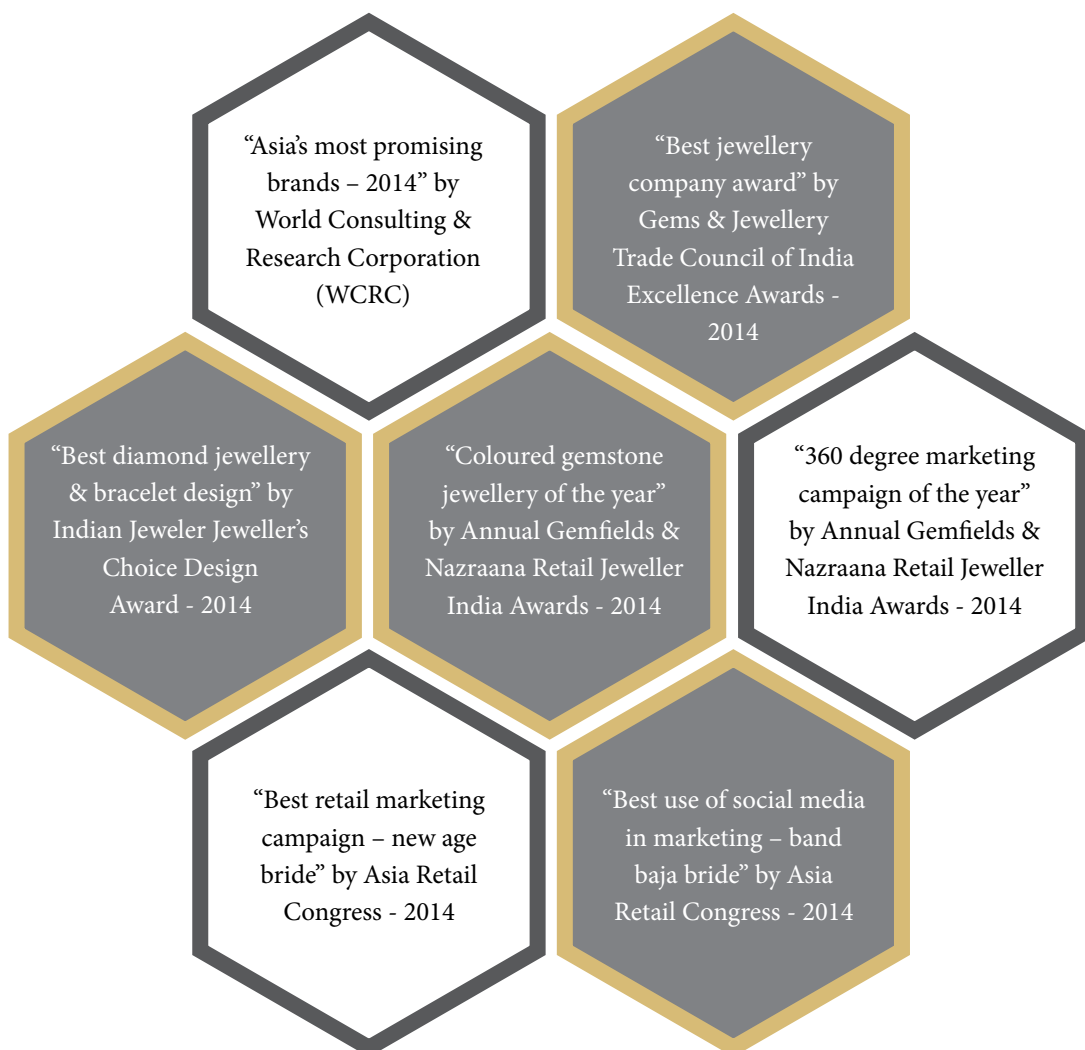 “Asia’s most promising
brands – 2014” by
World Consulting &
Research Corporation
(WCRC)
“Best jewellery
company award” by
Gems & Jewellery
Trade Council of India
Excellence Awards -
2014
“Best diamond jewellery
& bracelet design” by
Indian Jeweler Jeweller’s
Choice Design
Award - 2014
“Coloured gemstone
jewellery of the year”
by Annual Gemfields &
Nazraana Retail Jeweller
India Awards - 2014
“360 degree marketing
campaign of the year”
by Annual Gemfields &
Nazraana Retail Jeweller
India Awards - 2014
“Best retail marketing
campaign – new age
bride” by Asia Retail
Congress - 2014
“Best use of social media
in marketing – band
baja bride” by Asia
Retail Congress - 2014